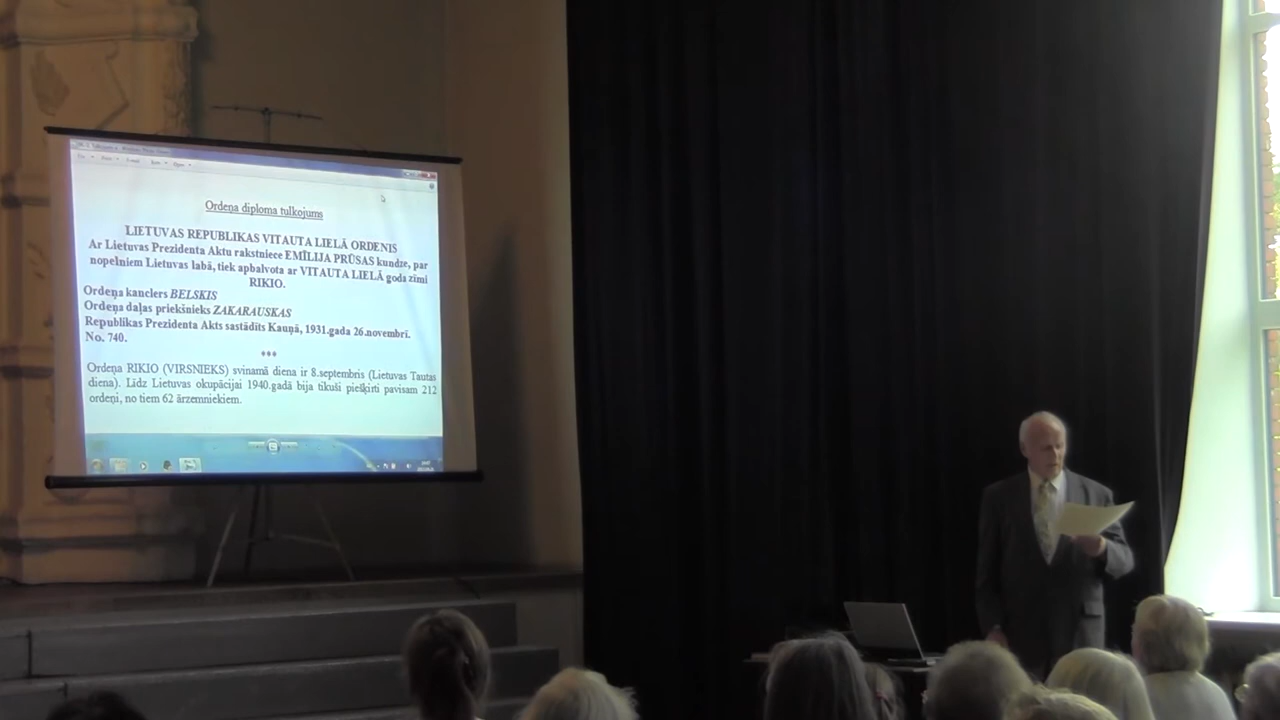 Ordeņa diploma tulkojums
LIETUVAS REPUBLIKAS VITAUTA LIELĀ ORDENIS
Ar Lietuvas Prezidenta Aktu rakstniece EMĪLIJA PRŪSAS kundze, par
nopelniem Lietuvas labā, tiek apbalvota ar VITAUTA LIELĀ goda zīmi
RIKIO.
Ordeņa kanclers BELSKIS
Ordeņa daļas priekšnieks ZAKARAUSKAS
Republikas Prezidenta Akts sastādīts Kauņā, 1931.gada 26.novembrī.
No. 740.
***
Ordeņa RIKIO (VIRSNIEKS) svinamā diena ir 8.septembris (Lietuvas Tautas
diena). Līdz Lietuvas okupācijai 1940.gadā bija tikuši piešķirti pavisam 212
ordeņi, no tiem 62 ārzemniekiem.